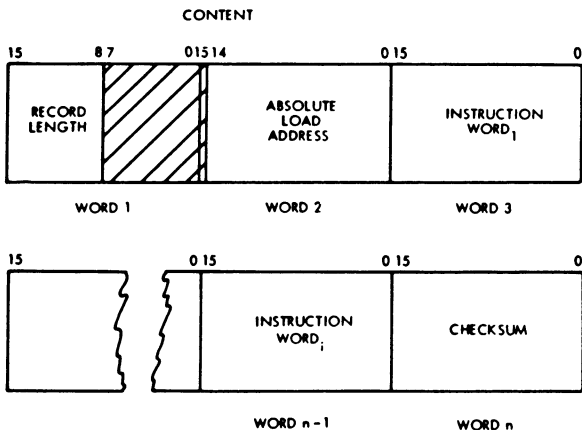 CONTENT
15 8 7 0 15 14 0 15 0
RECORD LENGTH
ABSOLUTE LOAD ADDRESS
INSTRUCTION WORD1
WORD 1 WORD 2 WORD 3
15 0 15 0 15 0
INSTRUCTION WORDi
CHECKSUM
WORD n-1 WORD n